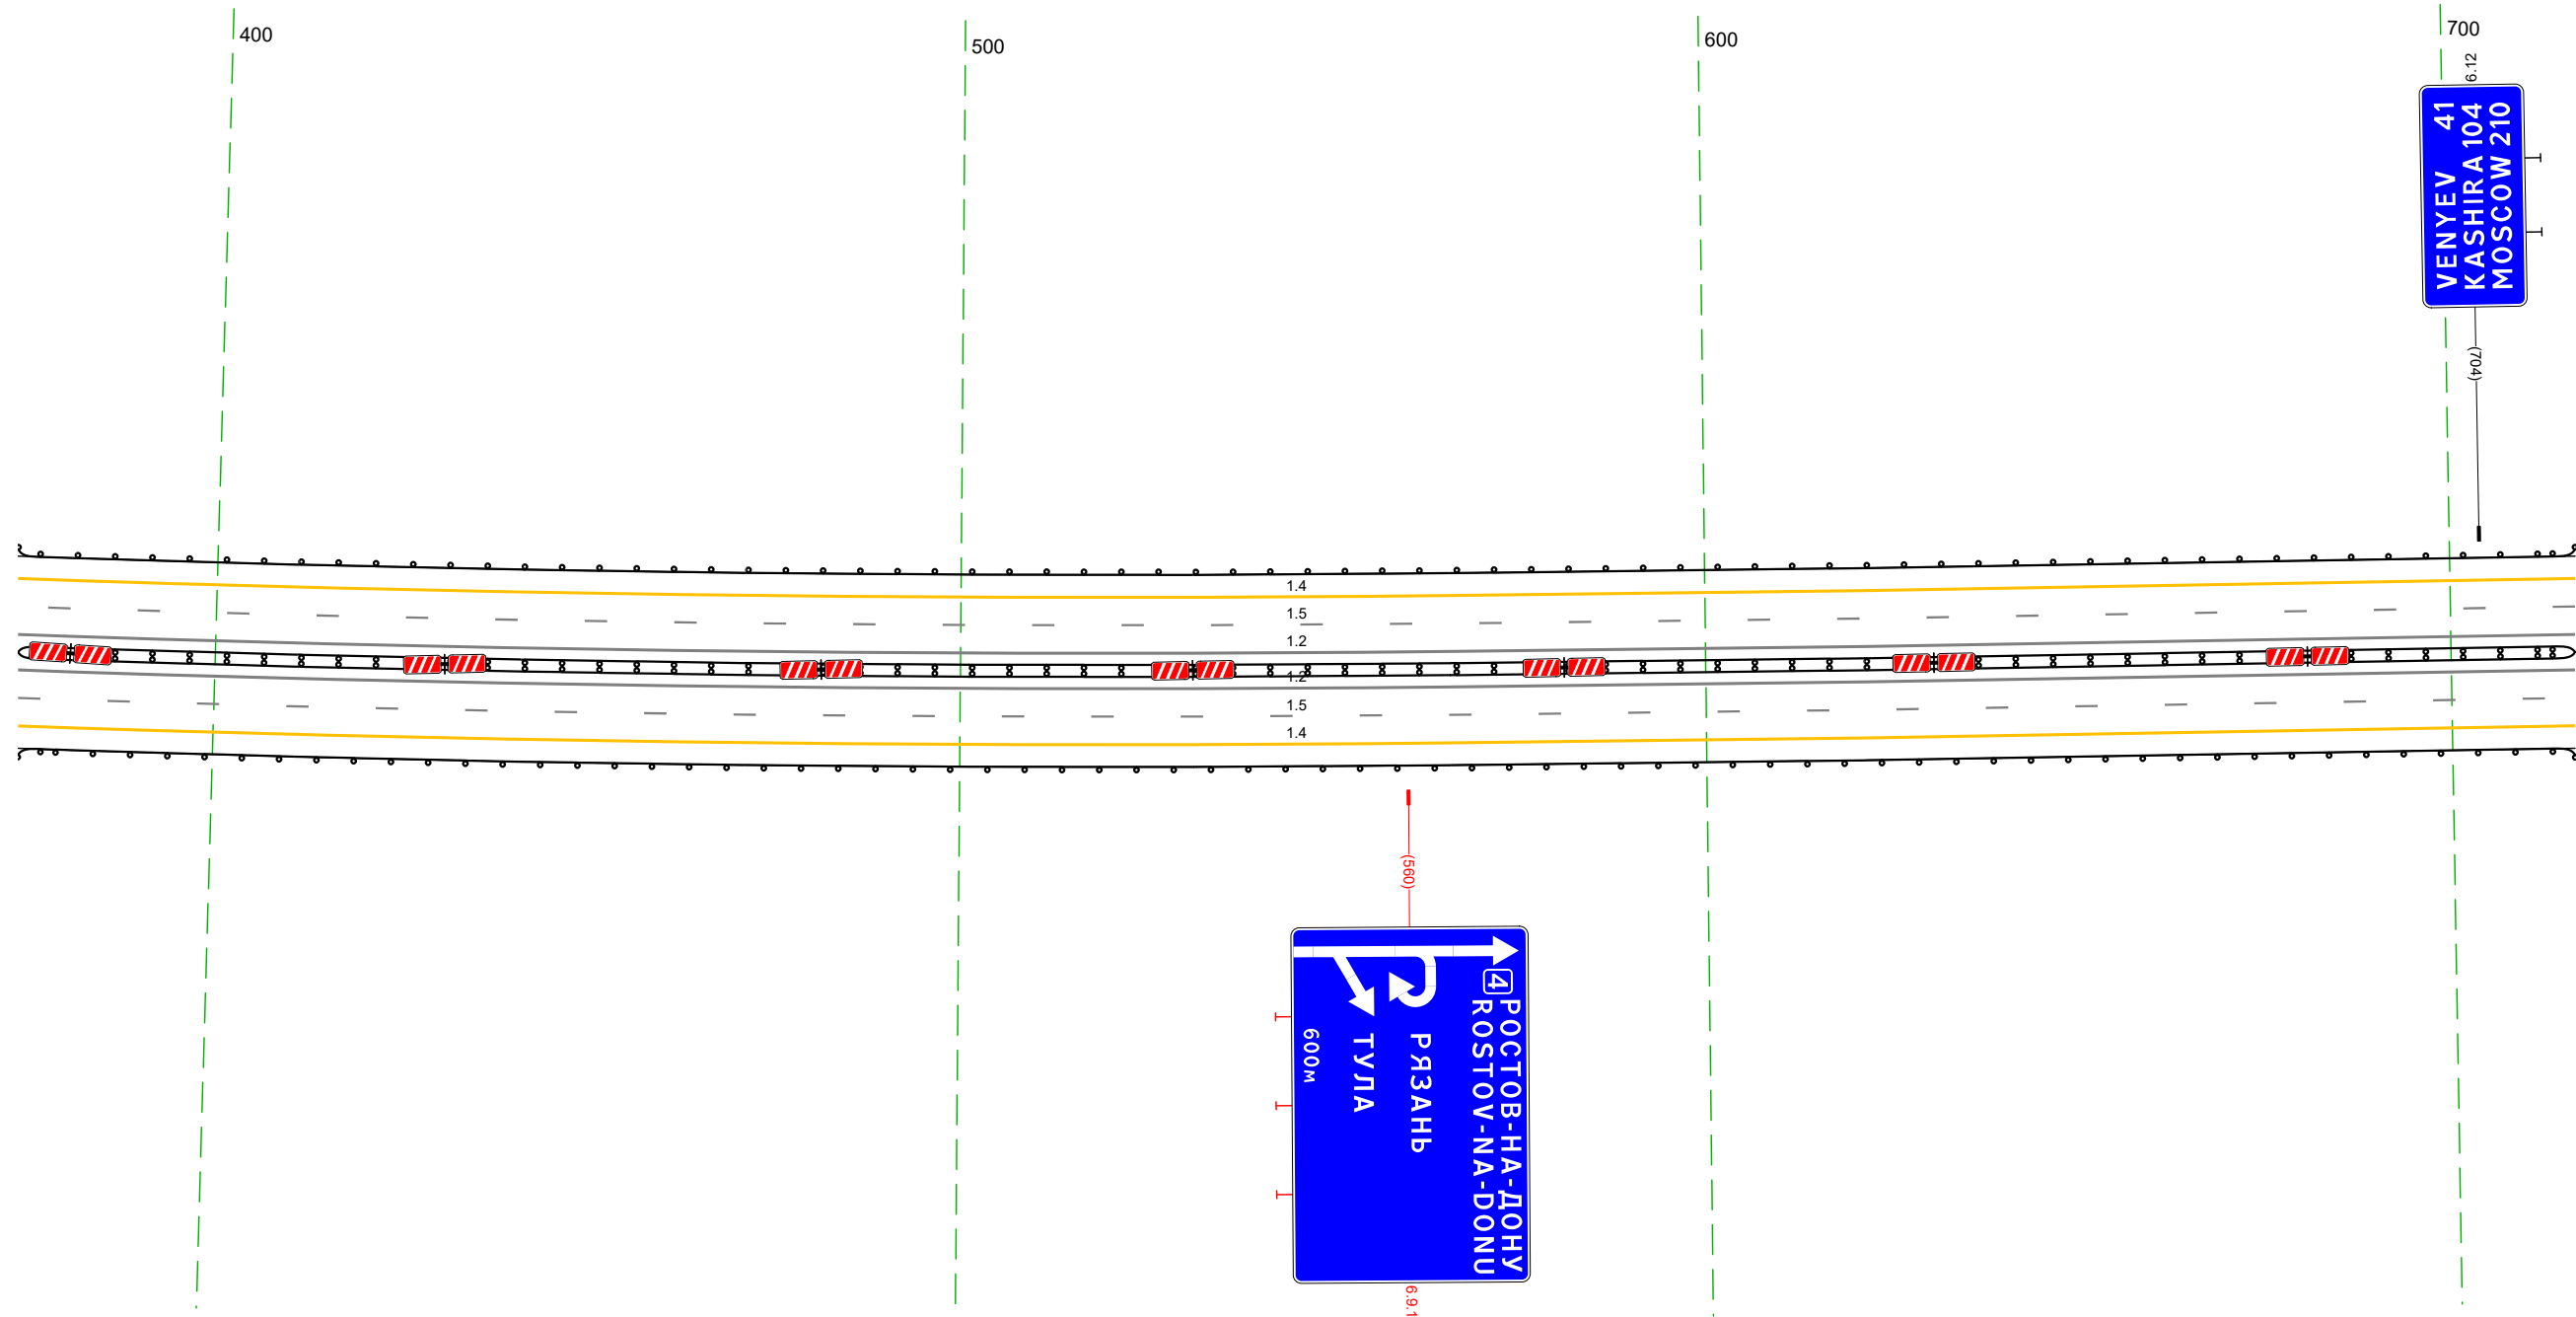 400
500
600
700
6.12
VENYEV 41
KASHIRA 104
MOSCOW 210
(704)
1.4
1.5
1.2
1.2
1.5
1.4
(560)
4
РОСТОВ-НА-ДОНУ
ROSTOV-NA-DONU
РЯЗАНЬ
ТУЛА
600м
6.9.1